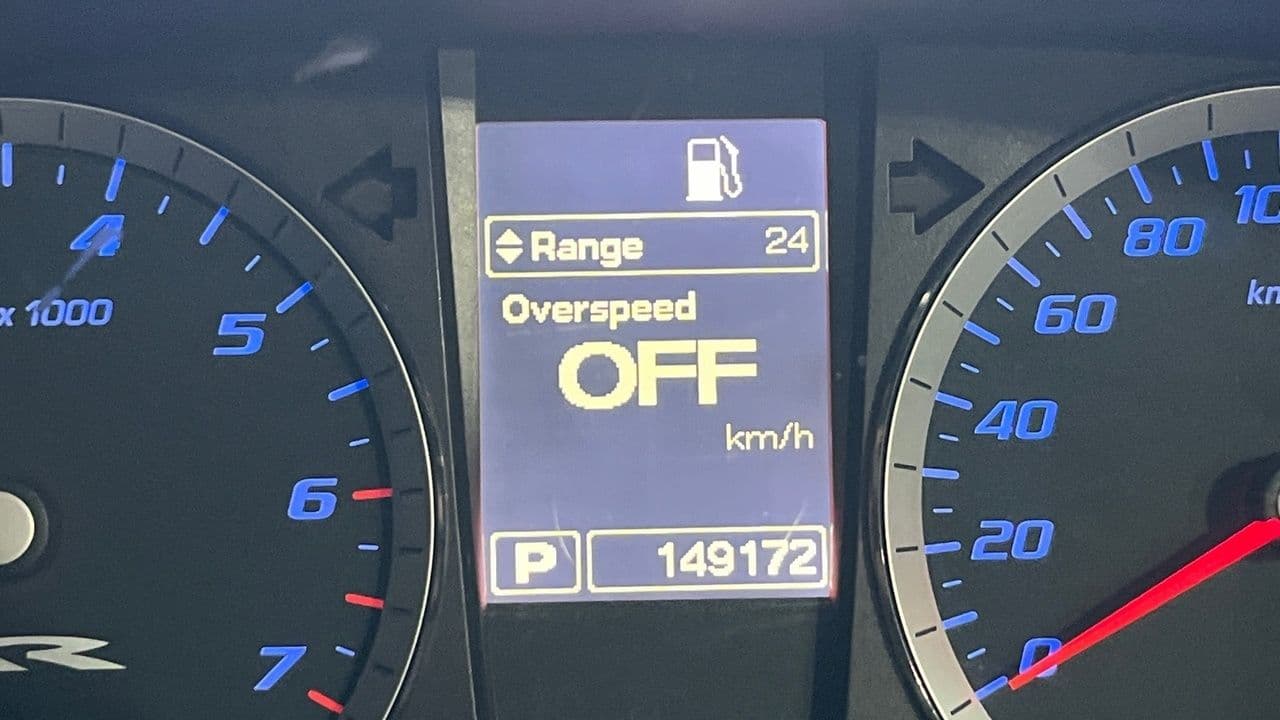 4
x 1000
5
6
7
R
Range 24
Overspeed
OFF
km/h
P 149172
80
60
40
20
0